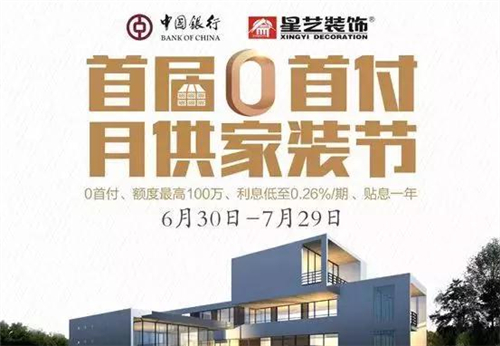 中国银行 星艺装饰®
BANK OF CHINA XINGYI DECORATION
首届0首付
月供家装节
0首付、额度最高100万、利息低至0.26%/期、贴息一年
6月30日-7月29日